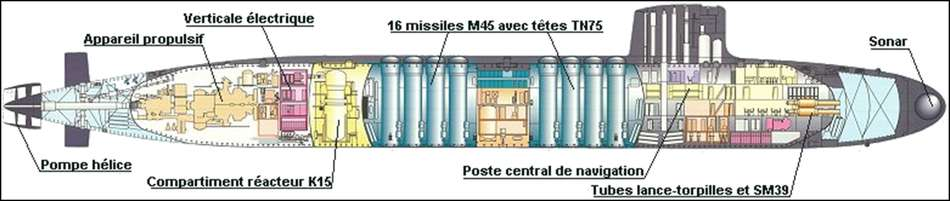 Verticale électrique
16 missiles M45 avec têtes TN75
Appareil propulsif
Sonar
Pompe hélice
Compartiment réacteur K15
Poste central de navigation
Tubes lance-torpilles et SM39